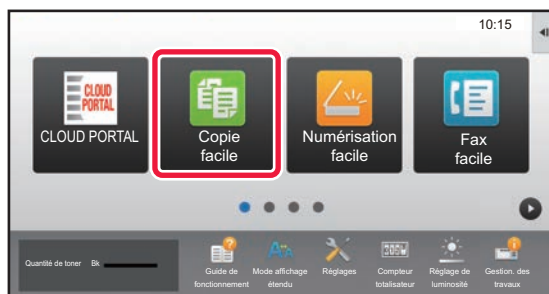 10:15
CLOUD
PORTAL
CLOUD PORTAL
Copie
facile
Numérisation
facile
Fax
facile
Quantité de toner Bk
Guide de
fonctionnement
Mode affichage
étendu
Réglages
Compteur
totalisateur
Réglage de
luminosité
Gestion. des
travaux